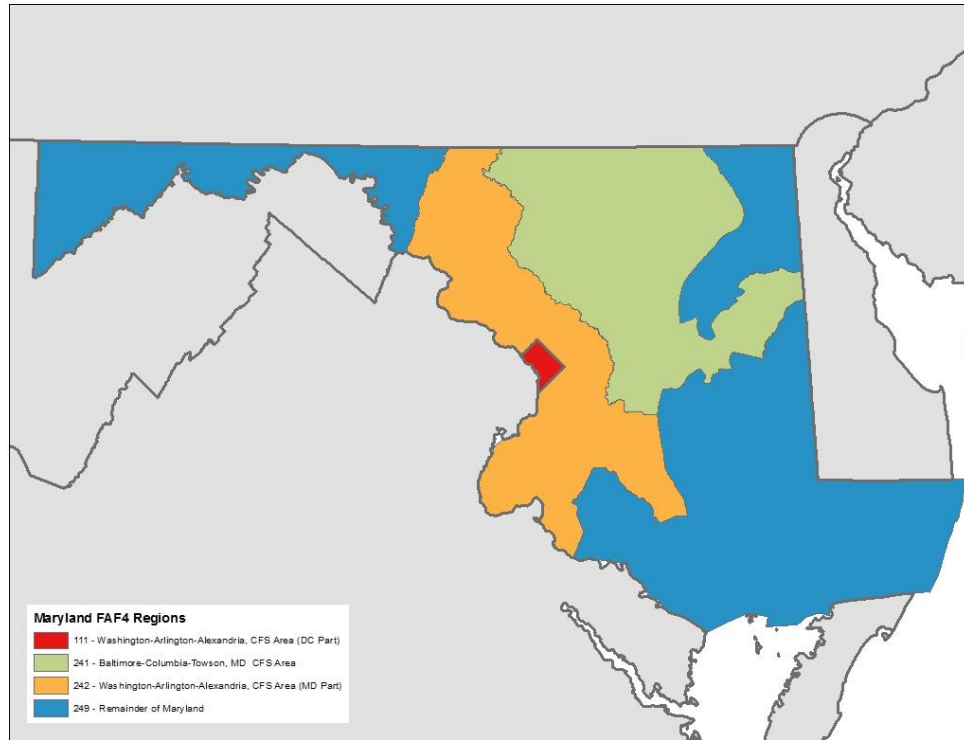 Maryland FAF4 Regions
111 - Washington-Arlington-Alexandria, CFS Area (DC Part)
241 - Baltimore-Columbia-Towson, MD CFS Area
242 - Washington-Arlington-Alexandria, CFS Area (MD Part)
249 - Remainder of Maryland